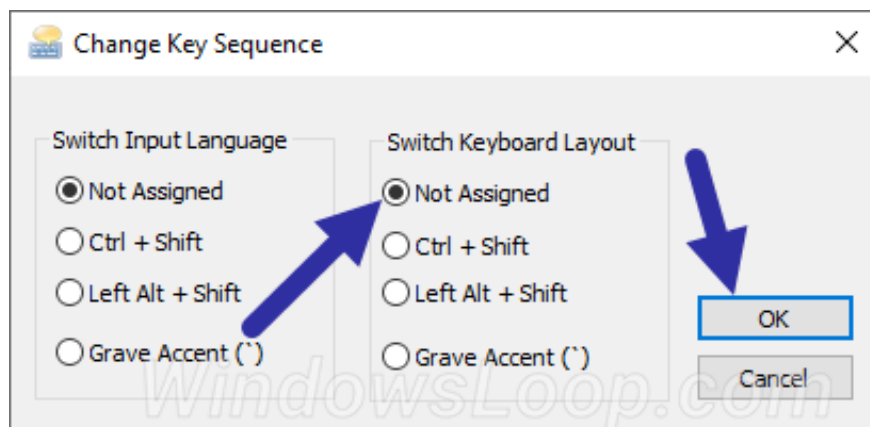 Change Key Sequence
Switch Input Language
Not Assigned
Ctrl + Shift
Left Alt + Shift
Grave Accent (`)
Switch Keyboard Layout
Not Assigned
Ctrl + Shift
Left Alt + Shift
Grave Accent (`)
OK
Cancel
WindowsLoop.com